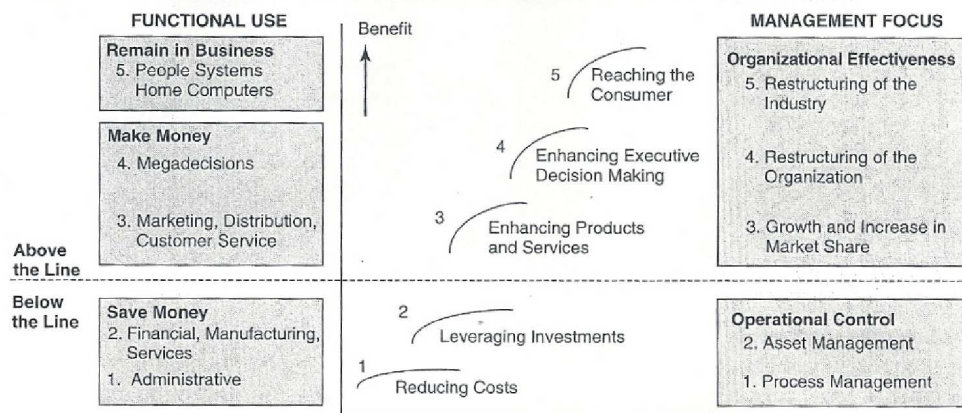 FUNCTIONAL USE
Remain in Business
5. People Systems
Home Computers
Make Money
4. Megadecisions
3. Marketing, Distribution,
Customer Service
Above
the Line
Below
the Line
Save Money
2. Financial, Manufacturing,
Services
1. Administrative
Benefit
5 Reaching the
Consumer
4 Enhancing Executive
Decision Making
3 Enhancing Products
and Services
2 Leveraging Investments
1 Reducing Costs
MANAGEMENT FOCUS
Organizational Effectiveness
5. Restructuring of the
Industry
4. Restructuring of the
Organization
3. Growth and Increase in
Market Share
Operational Control
2. Asset Management
1. Process Management